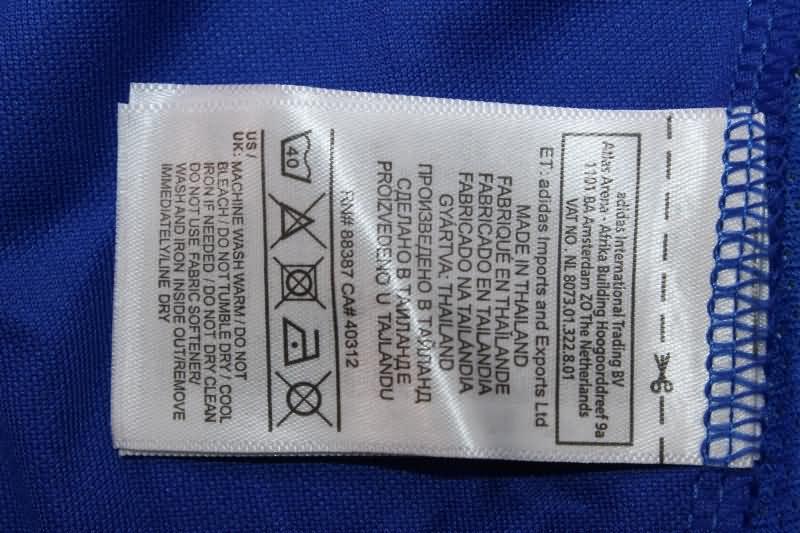 adidas International Trading BV
Atlas Arena - Afrika Building Hoogoorddreef 9a
1101 BA Amsterdam ZO The Netherlands
VAT NO : NL 8073.01.322.8.01
ET: adidas Imports and Exports Ltd
MADE IN THAILAND
FABRIQUÉ EN THAÏLANDE
FABRICADO EN TAILANDIA
FABRICADO NA TAILÂNDIA
GYÁRTVA: THAIFÖLD
ПРОИЗВЕДЕНО В ТАЙЛАНД
СДЕЛАНО В ТАИЛАНДЕ
PROIZVEDENO U TAJLANDU
RN# 88387 CA# 40312
40
US /
UK: MACHINE WASH WARM / DO NOT
BLEACH / DO NOT TUMBLE DRY / COOL
IRON IF NEEDED / DO NOT DRY CLEAN
DO NOT USE FABRIC SOFTENER/
WASH AND IRON INSIDE OUT/REMOVE
IMMEDIATELY/LINE DRY